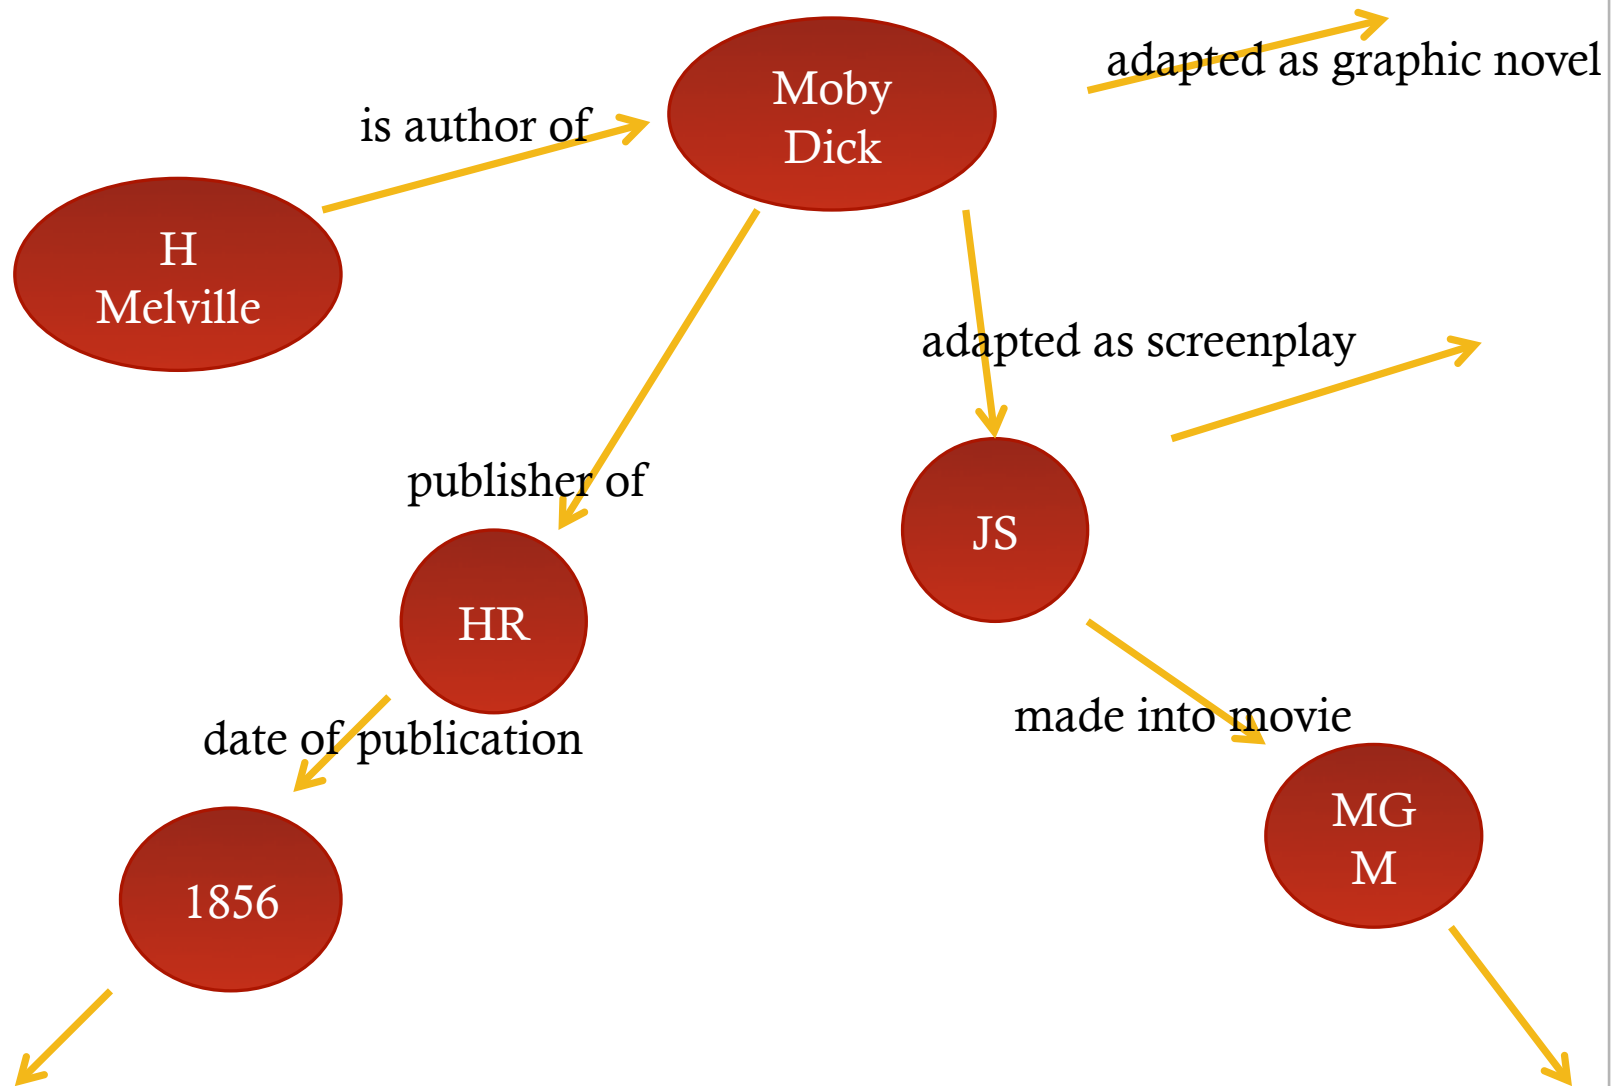 adapted as graphic novel
Moby
Dick
is author of
H
Melville
adapted as screenplay
publisher of
JS
HR
made into movie
date of publication
MG
M
1856